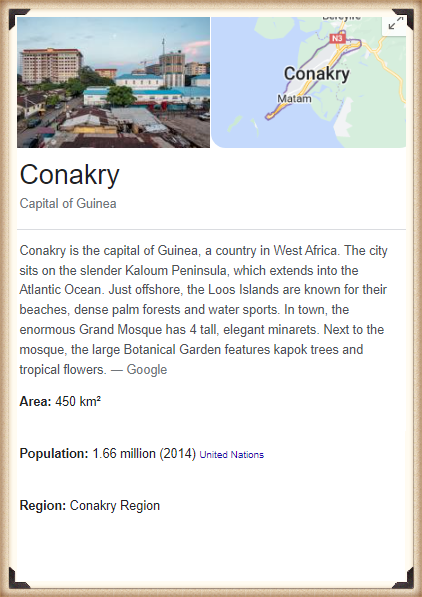 Dubréyre
N3
Conakry
Matam
Conakry
Capital of Guinea
Conakry is the capital of Guinea, a country in West Africa. The city
sits on the slender Kaloum Peninsula, which extends into the
Atlantic Ocean. Just offshore, the Loos Islands are known for their
beaches, dense palm forests and water sports. In town, the
enormous Grand Mosque has 4 tall, elegant minarets. Next to the
mosque, the large Botanical Garden features kapok trees and
tropical flowers. — Google
Area: 450 km²
Population: 1.66 million (2014) United Nations
Region: Conakry Region